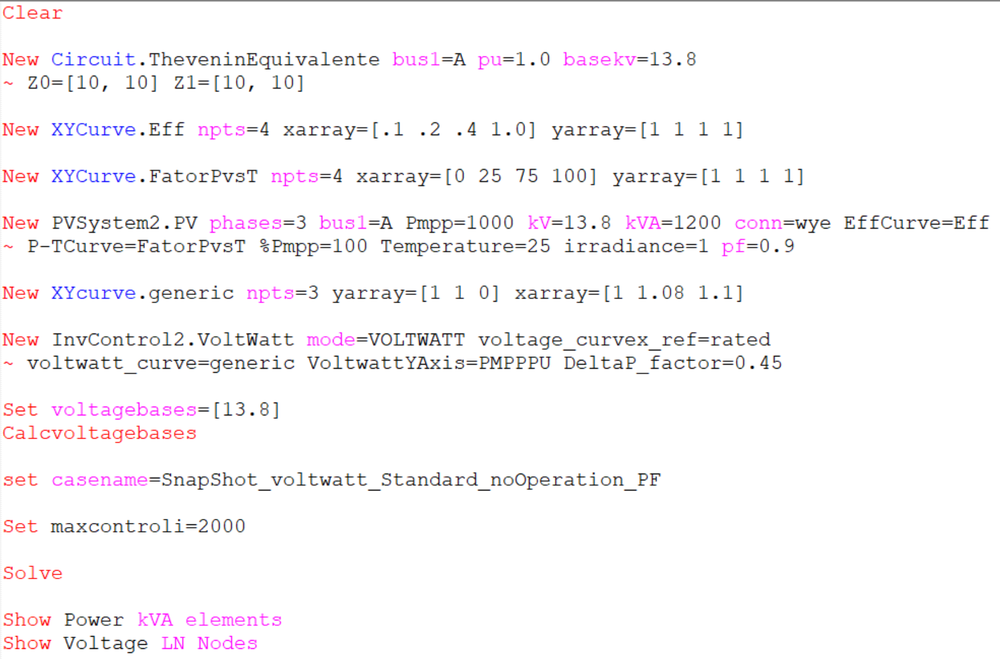 Clear
New Circuit.TheveninEquivalente bus1=A pu=1.0 basekv=13.8
~ Z0=[10, 10] Z1=[10, 10]
New XYCurve.Eff npts=4 xarray=[.1 .2 .4 1.0] yarray=[1 1 1 1]
New XYCurve.FatorPvsT npts=4 xarray=[0 25 75 100] yarray=[1 1 1 1]
New PVSystem2.PV phases=3 bus1=A Pmpp=1000 kV=13.8 kVA=1200 conn=wye EffCurve=Eff
~ P-TCurve=FatorPvsT %Pmpp=100 Temperature=25 irradiance=1 pf=0.9
New XYcurve.generic npts=3 yarray=[1 1 0] xarray=[1 1.08 1.1]
New InvControl2.VoltWatt mode=VOLTWATT voltage_curvex_ref=rated
~ voltwatt_curve=generic VoltwattYAxis=PMPPPU DeltaP_factor=0.45
Set voltagebases=[13.8]
Calcvoltagebases
set casename=SnapShot_voltwatt_Standard_noOperation_PF
Set maxcontroli=2000
Solve
Show Power kVA elements
Show Voltage LN Nodes